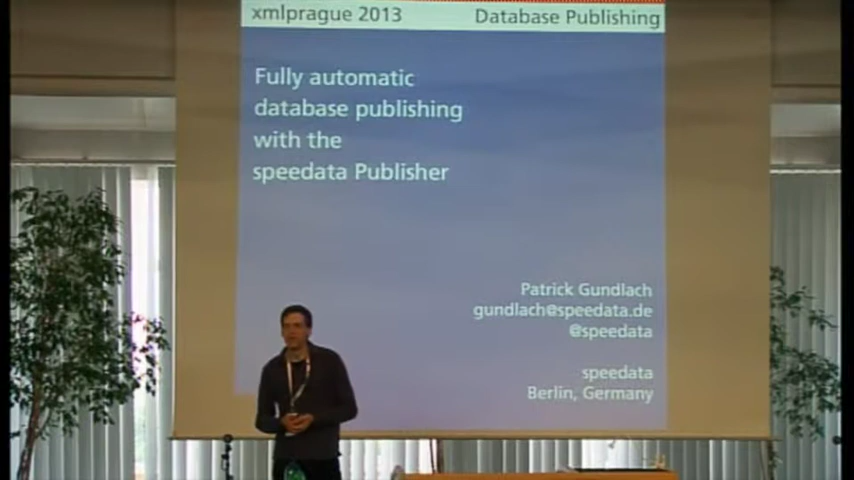 xmlprague 2013 Database Publishing
Fully automatic
database publishing
with the
speedata Publisher
Patrick Gundlach
gundlach@speedata.de
@speedata
speedata
Berlin, Germany